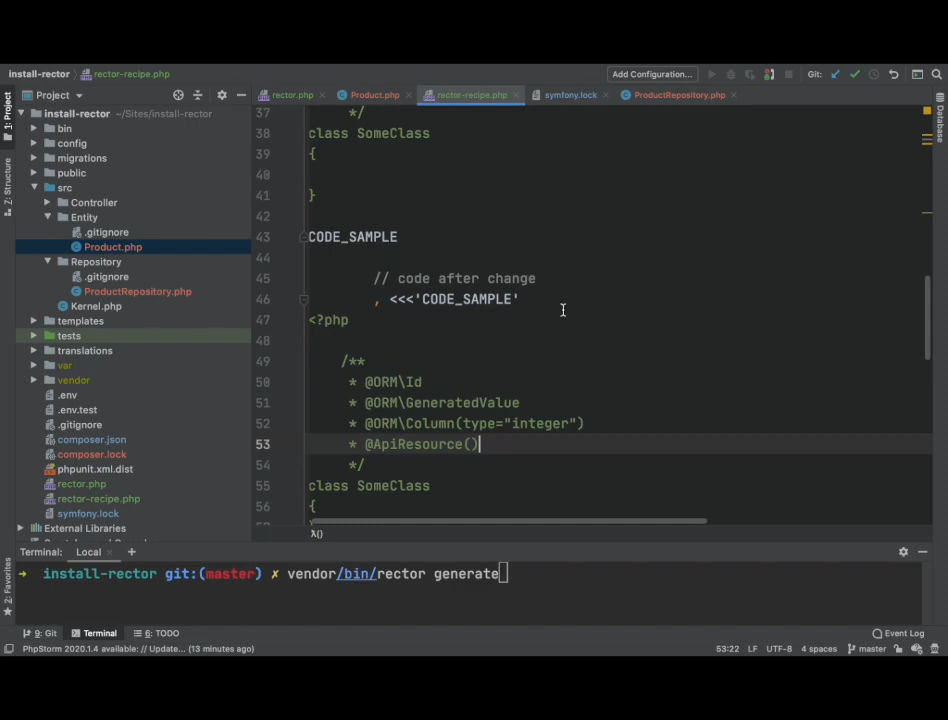 install-rector › rector-recipe.php
Add Configuration...
Git:
Project
rector.php
Product.php
rector-recipe.php
symfony.lock
ProductRepository.php
1: Project
Z: Structure
2: Favorites
Database
install-rector ~/Sites/install-rector
bin
config
migrations
public
src
Controller
Entity
.gitignore
Product.php
Repository
.gitignore
ProductRepository.php
Kernel.php
templates
tests
translations
var
vendor
.env
.env.test
.gitignore
composer.json
composer.lock
phpunit.xml.dist
rector.php
rector-recipe.php
symfony.lock
External Libraries
37 */
38 class SomeClass
39 {
40
41 }
42
43 CODE_SAMPLE
44
45 // code after change
46 , <<<'CODE_SAMPLE'
47 <?php
48
49 /**
50 * @ORM\Id
51 * @ORM\GeneratedValue
52 * @ORM\Column(type="integer")
53 * @ApiResource()
54 */
55 class SomeClass
56 {
λ()
Terminal: Local +
→ install-rector git:(master) ✗ vendor/bin/rector generate
9: Git
Terminal
6: TODO
Event Log
PhpStorm 2020.1.4 available: // Update... (13 minutes ago)
53:22 LF UTF-8 4 spaces master